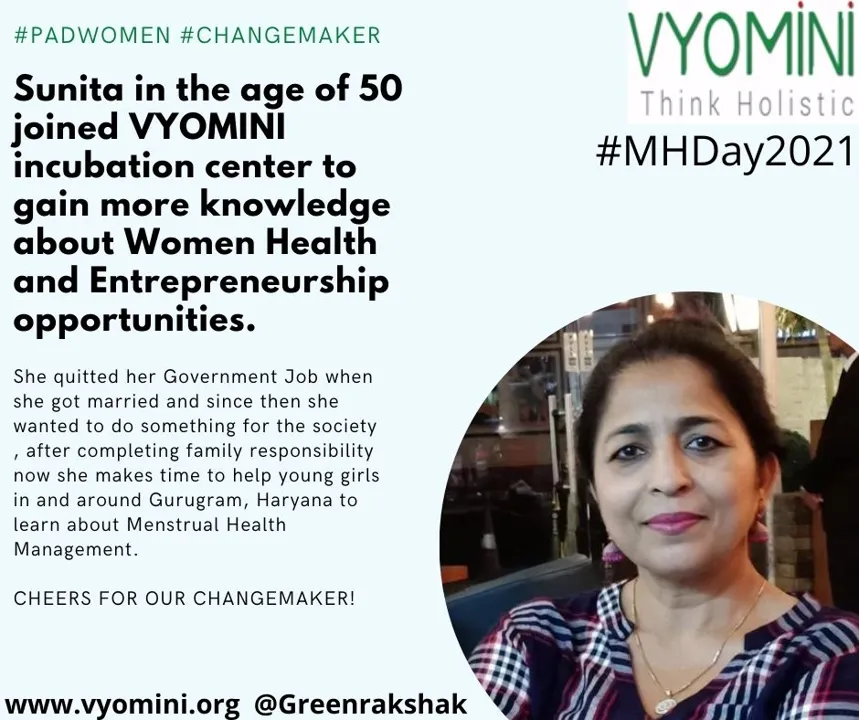 #PADWOMEN #CHANGEMAKER
VYOMINI
Think Holistic
#MHDay2021
Sunita in the age of 50
joined VYOMINI
incubation center to
gain more knowledge
about Women Health
and Entrepreneurship
opportunities.
She quitted her Government Job when
she got married and since then she
wanted to do something for the society
, after completing family responsibility
now she makes time to help young girls
in and around Gurugram, Haryana to
learn about Menstrual Health
Management.
CHEERS FOR OUR CHANGEMAKER!
www.vyomini.org @Greenrakshak